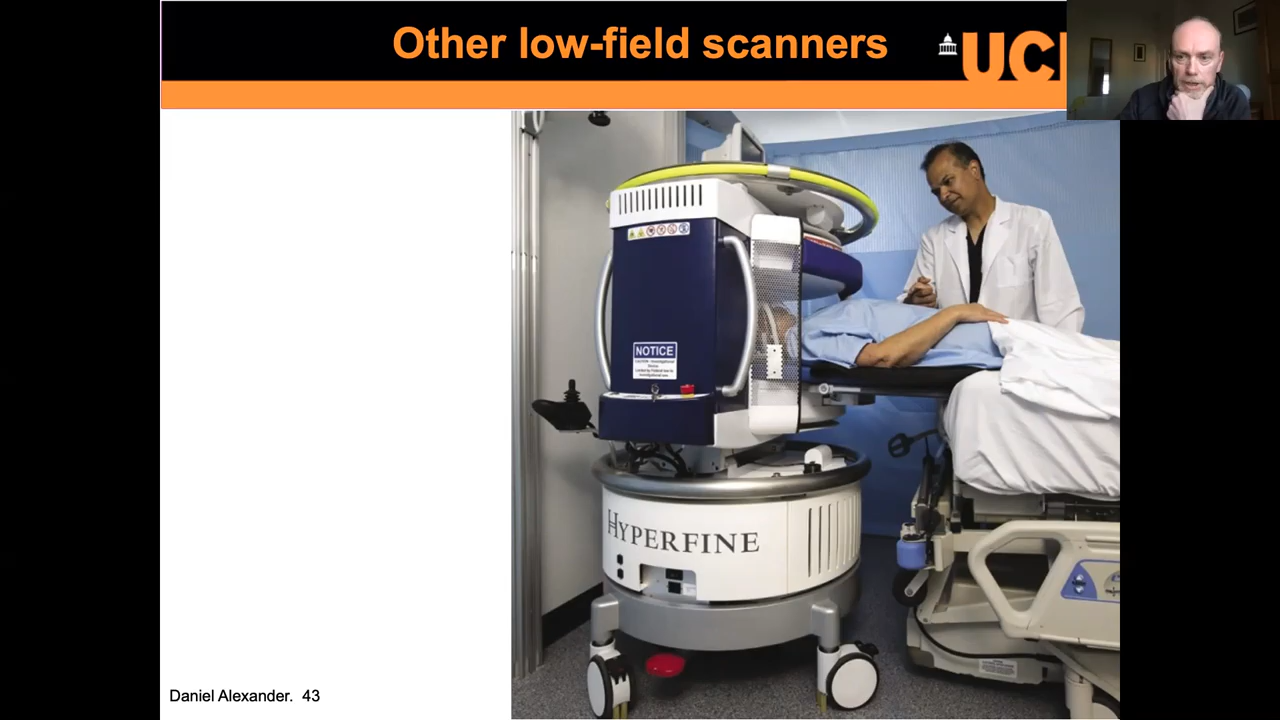 Other low-field scanners
UCL
NOTICE
HYPERFINE
Daniel Alexander. 43